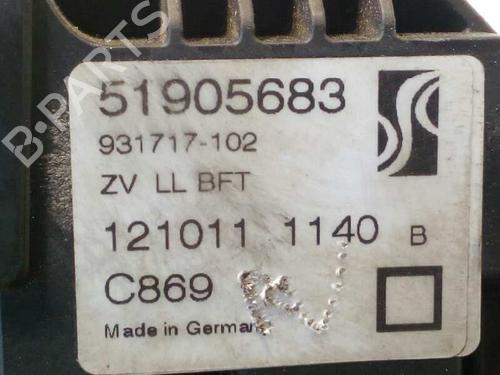 51905683
931717-102
ZV LL BFT
121011 1140 B
C869
Made in Germany
B-PARTS